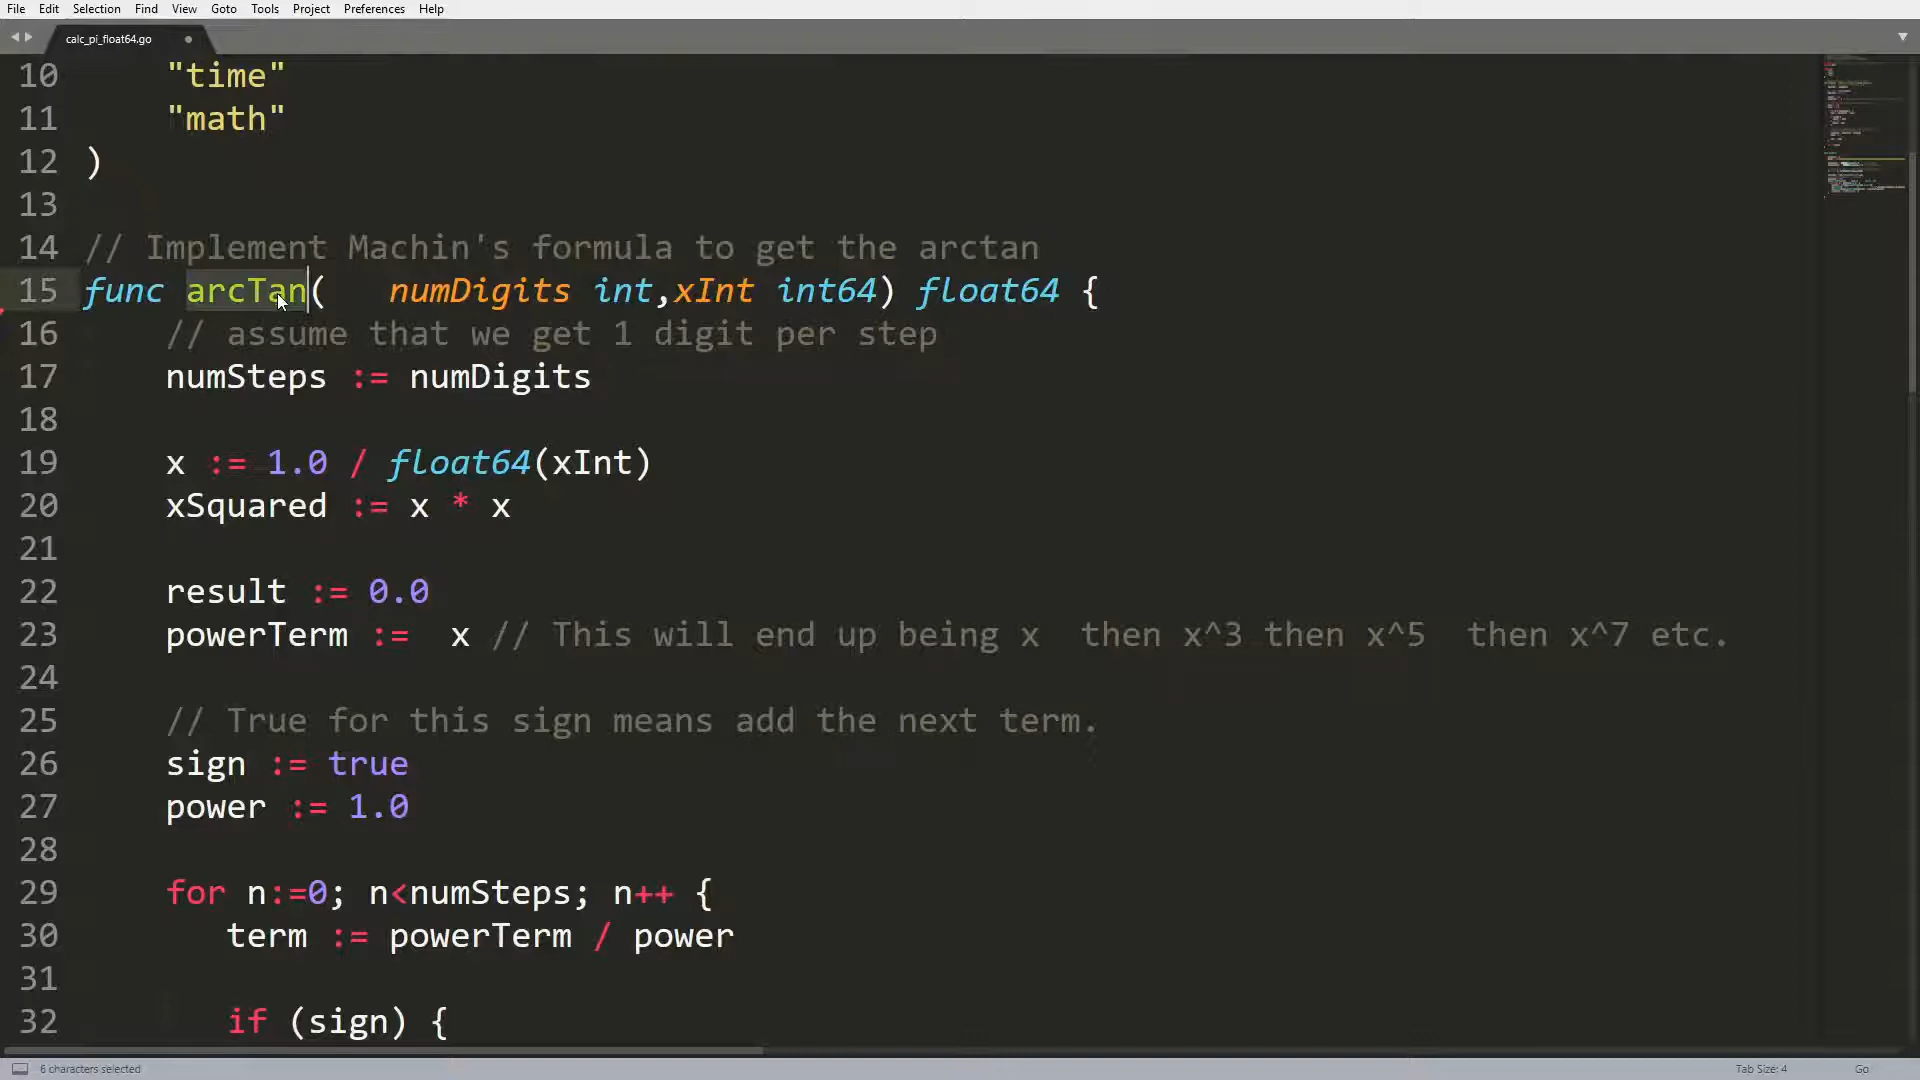 File Edit Selection Find View Goto Tools Project Preferences Help
calc_pi_float64.go
10 "time"
11 "math"
12 )
13
14 // Implement Machin's formula to get the arctan
15 func arcTan(   numDigits int,xInt int64) float64 {
16 // assume that we get 1 digit per step
17 numSteps := numDigits
18
19 x := 1.0 / float64(xInt)
20 xSquared := x * x
21
22 result := 0.0
23 powerTerm :=  x // This will end up being x  then x^3 then x^5  then x^7 etc.
24
25 // True for this sign means add the next term.
26 sign := true
27 power := 1.0
28
29 for n:=0; n<numSteps; n++ {
30 term := powerTerm / power
31
32 if (sign) {
6 characters selected Tab Size: 4 Go